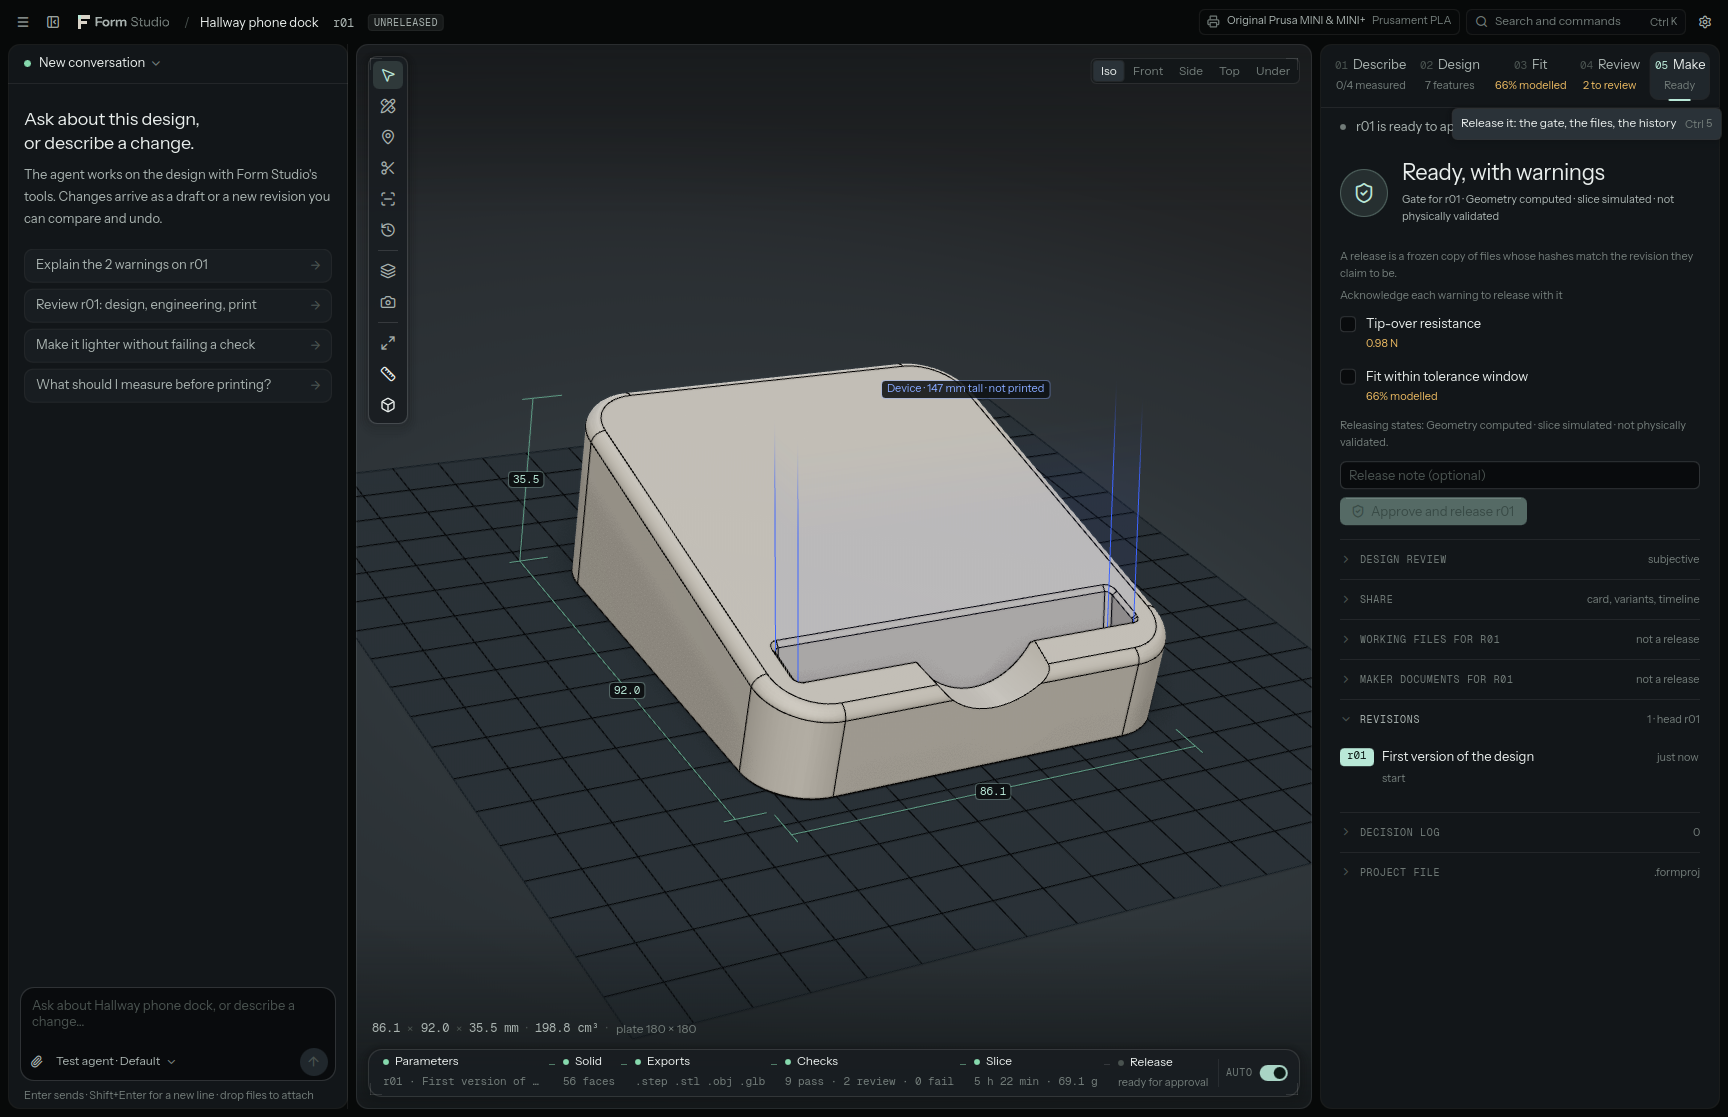 Form Studio / Hallway phone dock r01 UNRELEASED
Original Prusa MINI & MINI+ Prusament PLA
Search and commands Ctrl K
New conversation
Ask about this design,
or describe a change.
The agent works on the design with Form Studio's
tools. Changes arrive as a draft or a new revision you
can compare and undo.
Explain the 2 warnings on r01
Review r01: design, engineering, print
Make it lighter without failing a check
What should I measure before printing?
Ask about Hallway phone dock, or describe a
change...
Test agent · Default
Enter sends · Shift+Enter for a new line · drop files to attach
Iso Front Side Top Under
Device · 147 mm tall · not printed
35.5
92.0
86.1
86.1 × 92.0 × 35.5 mm · 198.8 cm³ · plate 180 × 180
Parameters
r01 · First version of …
Solid
56 faces
Exports
.step .stl .obj .glb
Checks
9 pass · 2 review · 0 fail
Slice
5 h 22 min · 69.1 g
Release
ready for approval
AUTO
01 Describe
0/4 measured
02 Design
7 features
03 Fit
66% modelled
04 Review
2 to review
05 Make
Ready
r01 is ready to ap
Release it: the gate, the files, the history Ctrl 5
Ready, with warnings
Gate for r01 · Geometry computed · slice simulated · not
physically validated
A release is a frozen copy of files whose hashes match the revision they
claim to be.
Acknowledge each warning to release with it
Tip-over resistance
0.98 N
Fit within tolerance window
66% modelled
Releasing states: Geometry computed · slice simulated · not physically
validated.
Release note (optional)
Approve and release r01
DESIGN REVIEW subjective
SHARE card, variants, timeline
WORKING FILES FOR R01 not a release
MAKER DOCUMENTS FOR R01 not a release
REVISIONS 1 · head r01
r01 First version of the design just now
start
DECISION LOG 0
PROJECT FILE .formproj